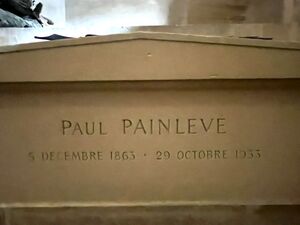 PAUL PAINLEVE
5 DECEMBRE 1863 · 29 OCTOBRE 1933